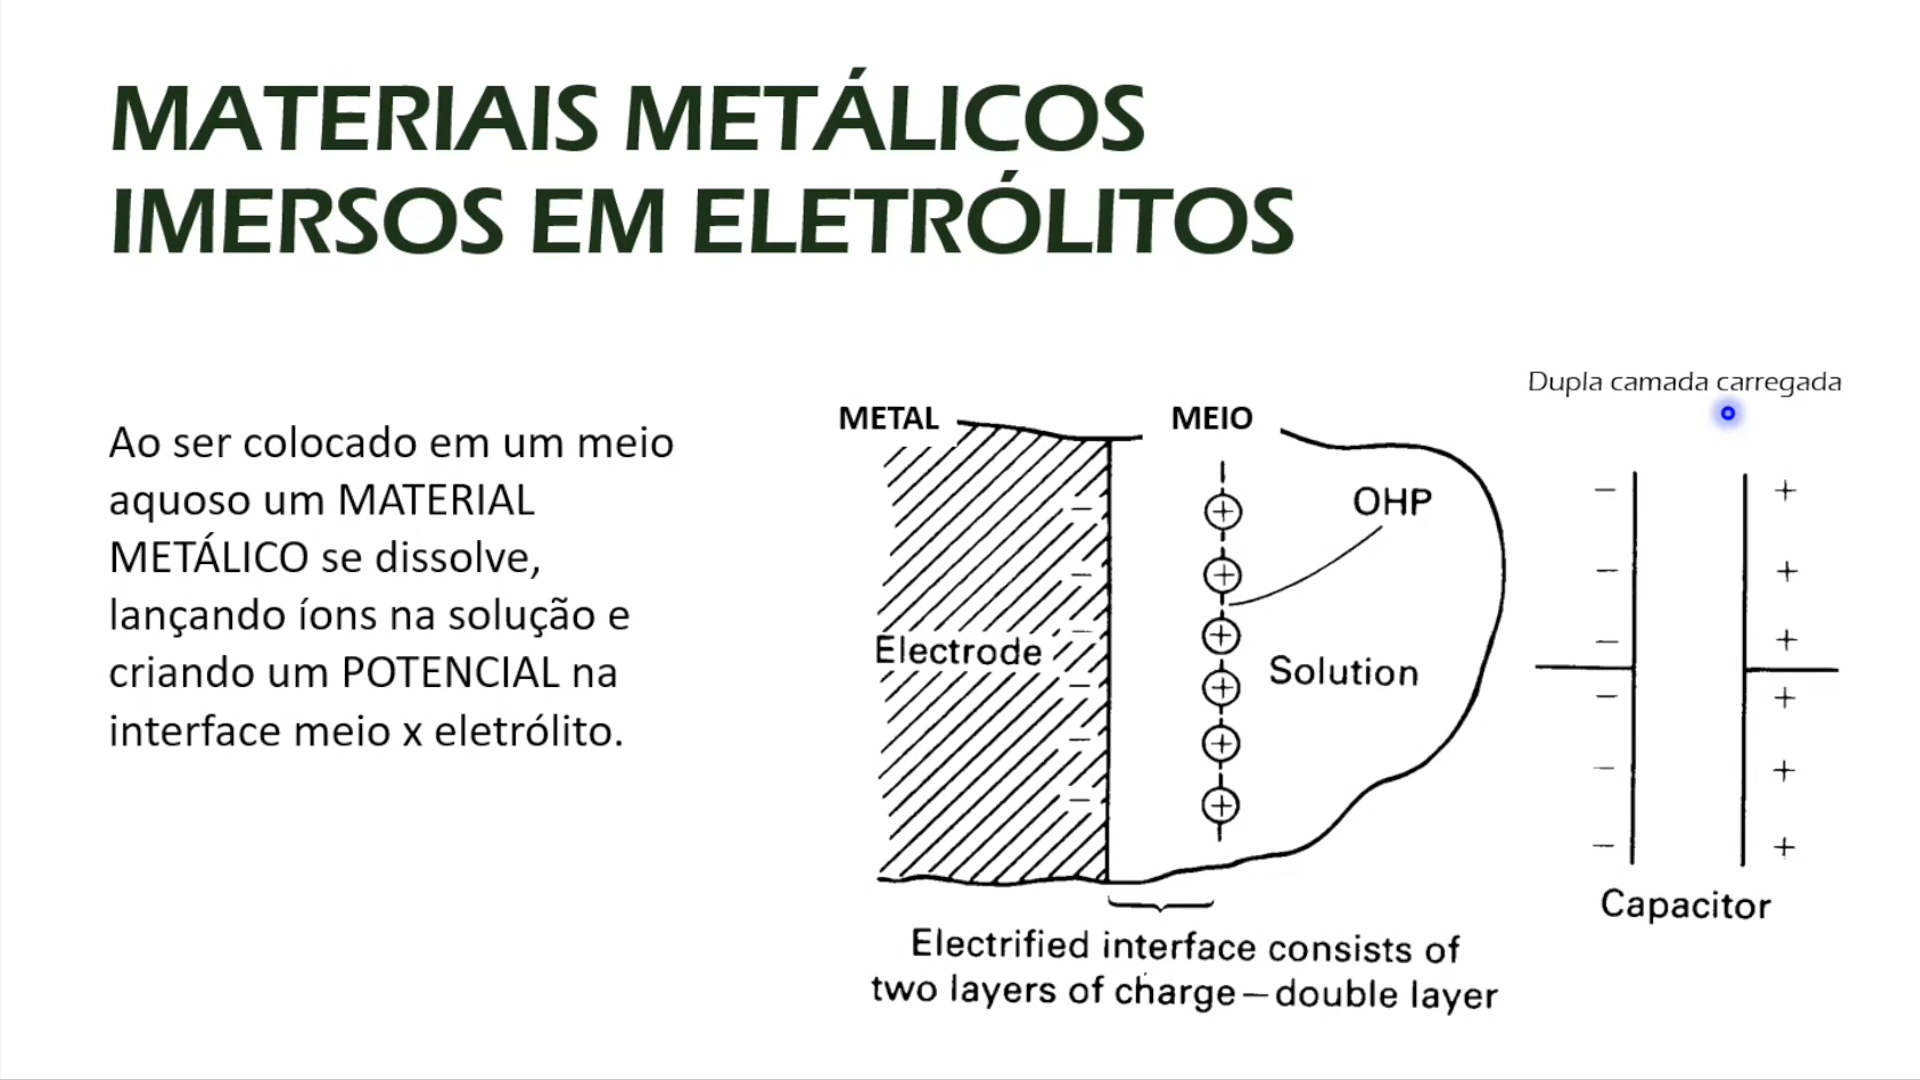 MATERIAIS METÁLICOS
IMERSOS EM ELETRÓLITOS
Ao ser colocado em um meio
aquoso um MATERIAL
METÁLICO se dissolve,
lançando íons na solução e
criando um POTENCIAL na
interface meio x eletrólito.
METAL
MEIO
OHP
Electrode
Solution
Electrified interface consists of
two layers of charge — double layer
Dupla camada carregada
Capacitor